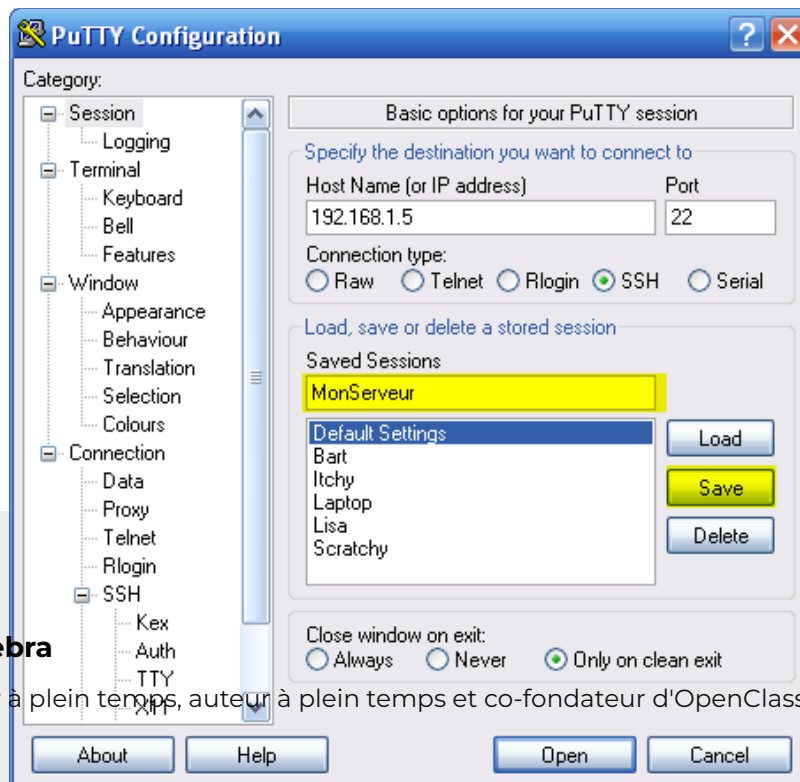 PuTTY Configuration
Category:
Session
Logging
Terminal
Keyboard
Bell
Features
Window
Appearance
Behaviour
Translation
Selection
Colours
Connection
Data
Proxy
Telnet
Rlogin
SSH
Kex
Auth
TTY
X11
Basic options for your PuTTY session
Specify the destination you want to connect to
Host Name (or IP address) Port
192.168.1.5 22
Connection type:
Raw Telnet Rlogin SSH Serial
Load, save or delete a stored session
Saved Sessions
MonServeur
Default Settings
Bart
Itchy
Laptop
Lisa
Scratchy
Load
Save
Delete
Close window on exit:
Always Never Only on clean exit
ebra
r à plein temps, auteur à plein temps et co-fondateur d'OpenClass
About Help Open Cancel